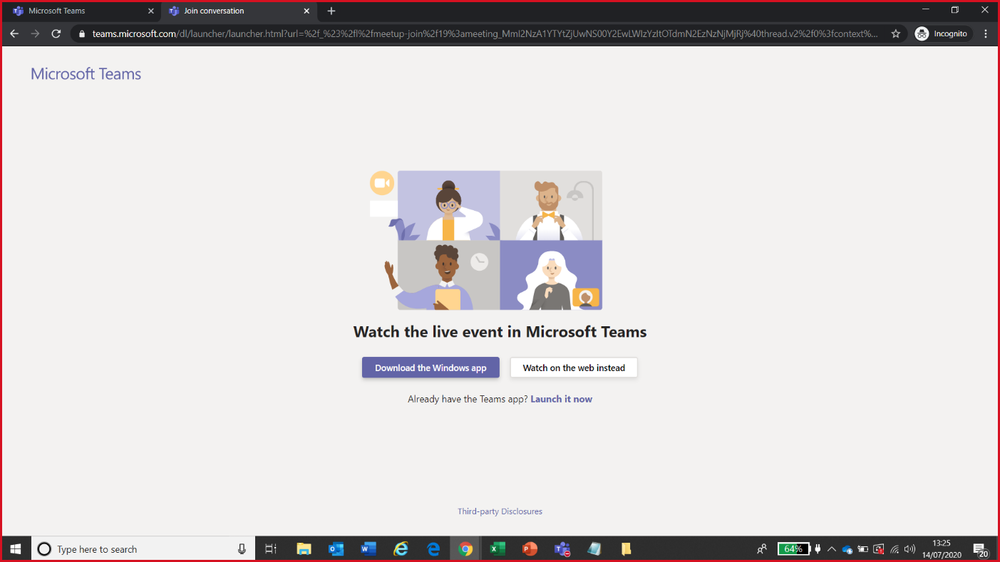 Microsoft Teams
Join conversation
teams.microsoft.com/dl/launcher/launcher.html?url=%2f_%23%2fl%2fmeetup-join%2f19%3ameeting_MmI2NzA1YTYtZjUwNS00Y2EwLWIzYzItOTdmN2EzNzNjMjRj%40thread.v2%2f0%3fcontext%...
Incognito
Microsoft Teams
Watch the live event in Microsoft Teams
Download the Windows app
Watch on the web instead
Already have the Teams app? Launch it now
Third-party Disclosures
Type here to search
64%
13:25
14/07/2020
20